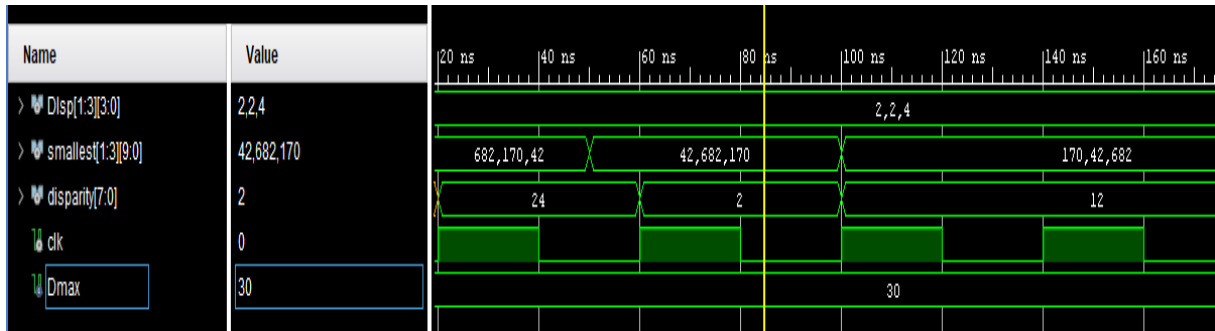 Name Value
20 ns 40 ns 60 ns 80 ns 100 ns 120 ns 140 ns 160 ns
DIsp[1:3][3:0] 2,2,4 2,2,4
smallest[1:3][9:0] 42,682,170 682,170,42 42,682,170 170,42,682
disparity[7:0] 2 24 2 12
clk 0
Dmax 30 30